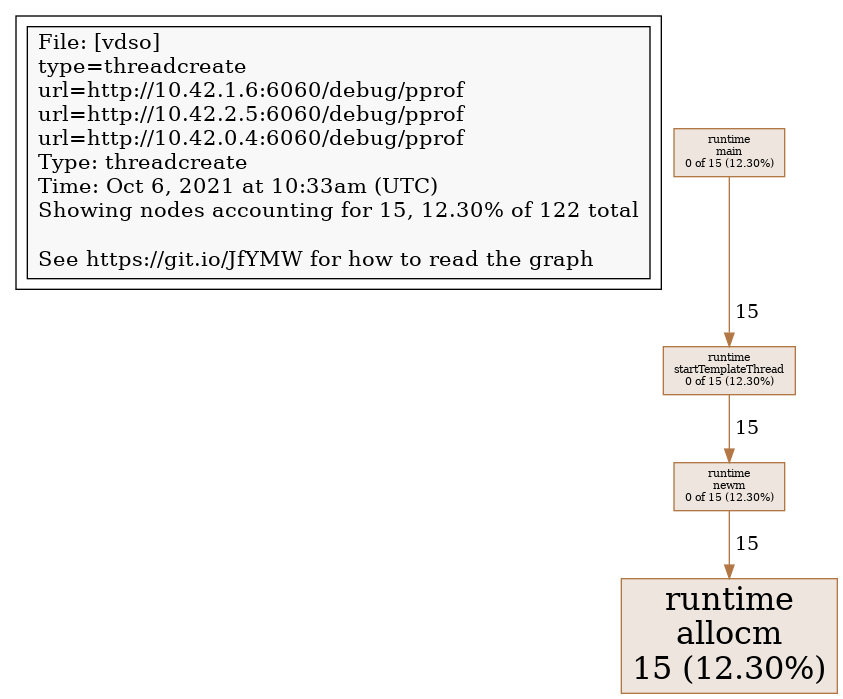 File: [vdso]
type=threadcreate
url=http://10.42.1.6:6060/debug/pprof
url=http://10.42.2.5:6060/debug/pprof
url=http://10.42.0.4:6060/debug/pprof
Type: threadcreate
Time: Oct 6, 2021 at 10:33am (UTC)
Showing nodes accounting for 15, 12.30% of 122 total
See https://git.io/JfYMW for how to read the graph
runtime
main
0 of 15 (12.30%)
15
runtime
startTemplateThread
0 of 15 (12.30%)
15
runtime
newm
0 of 15 (12.30%)
15
runtime
allocm
15 (12.30%)